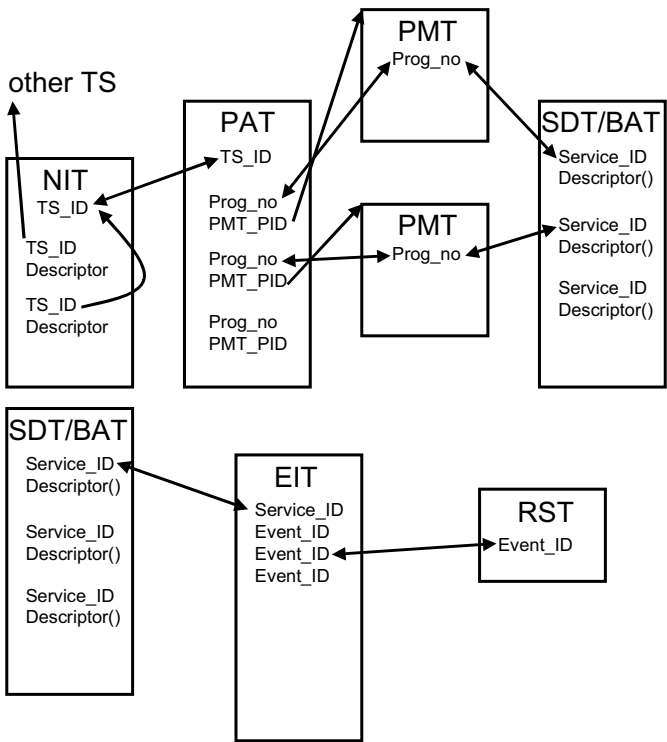 other TS
NIT
TS_ID
TS_ID
Descriptor
TS_ID
Descriptor
PAT
TS_ID
Prog_no
PMT_PID
Prog_no
PMT_PID
Prog_no
PMT_PID
PMT
Prog_no
PMT
Prog_no
SDT/BAT
Service_ID
Descriptor()
Service_ID
Descriptor()
Service_ID
Descriptor()
SDT/BAT
Service_ID
Descriptor()
Service_ID
Descriptor()
Service_ID
Descriptor()
EIT
Service_ID
Event_ID
Event_ID
Event_ID
RST
Event_ID